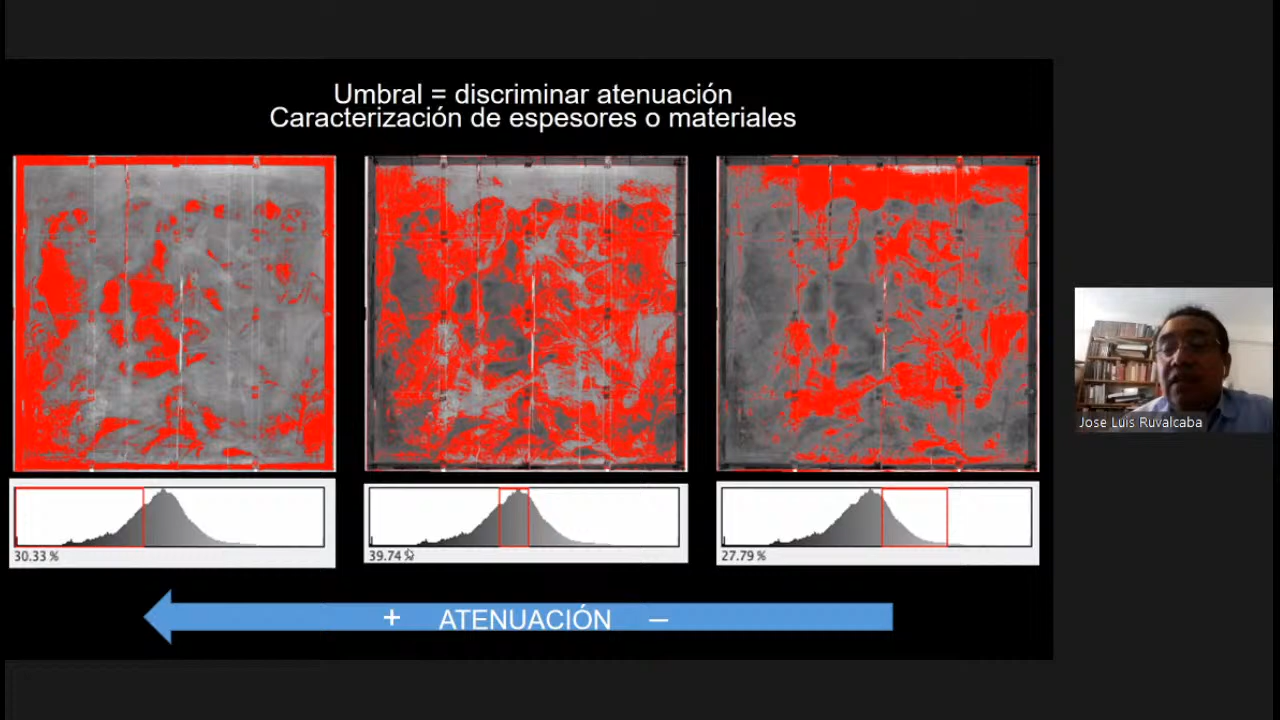 Umbral = discriminar atenuación
Caracterización de espesores o materiales
30.33 %
39.74 %
27.79 %
+ ATENUACIÓN –
Jose Luis Ruvalcaba